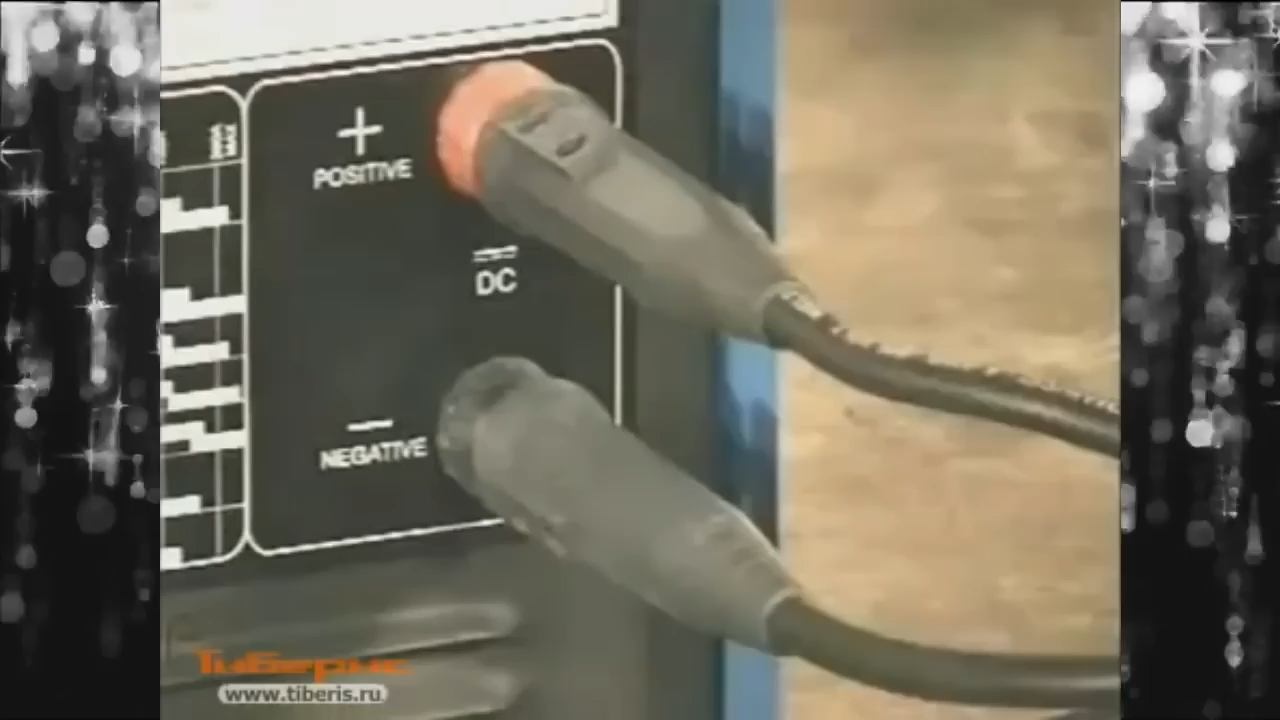 +
POSITIVE
DC
−
NEGATIVE
Тиберис
www.tiberis.ru